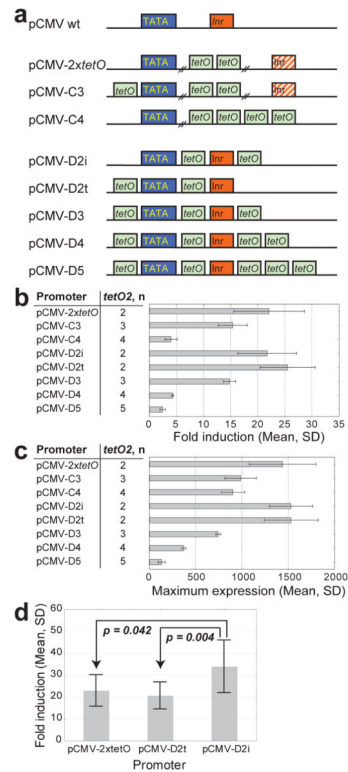 a
pCMV wt TATA Inr
pCMV-2xtetO TATA tetO tetO Inr
pCMV-C3 tetO TATA tetO tetO Inr
pCMV-C4 TATA tetO tetO tetO tetO
pCMV-D2i TATA tetO Inr tetO
pCMV-D2t tetO TATA tetO Inr
pCMV-D3 tetO TATA tetO Inr tetO
pCMV-D4 tetO TATA tetO Inr tetO tetO
pCMV-D5 tetO TATA tetO Inr tetO tetO tetO
b Promoter tetO2, n
pCMV-2xtetO 2
pCMV-C3 3
pCMV-C4 4
pCMV-D2i 2
pCMV-D2t 2
pCMV-D3 3
pCMV-D4 4
pCMV-D5 5
0 5 10 15 20 25 30 35
Fold induction (Mean, SD)
c Promoter tetO2, n
pCMV-2xtetO 2
pCMV-C3 3
pCMV-C4 4
pCMV-D2i 2
pCMV-D2t 2
pCMV-D3 3
pCMV-D4 4
pCMV-D5 5
0 500 1000 1500 2000
Maximum expression (Mean, SD)
d
Fold induction (Mean, SD)
60
50
40
30
20
10
0
p = 0.042
p = 0.004
pCMV-2xtetO pCMV-D2t pCMV-D2i
Promoter